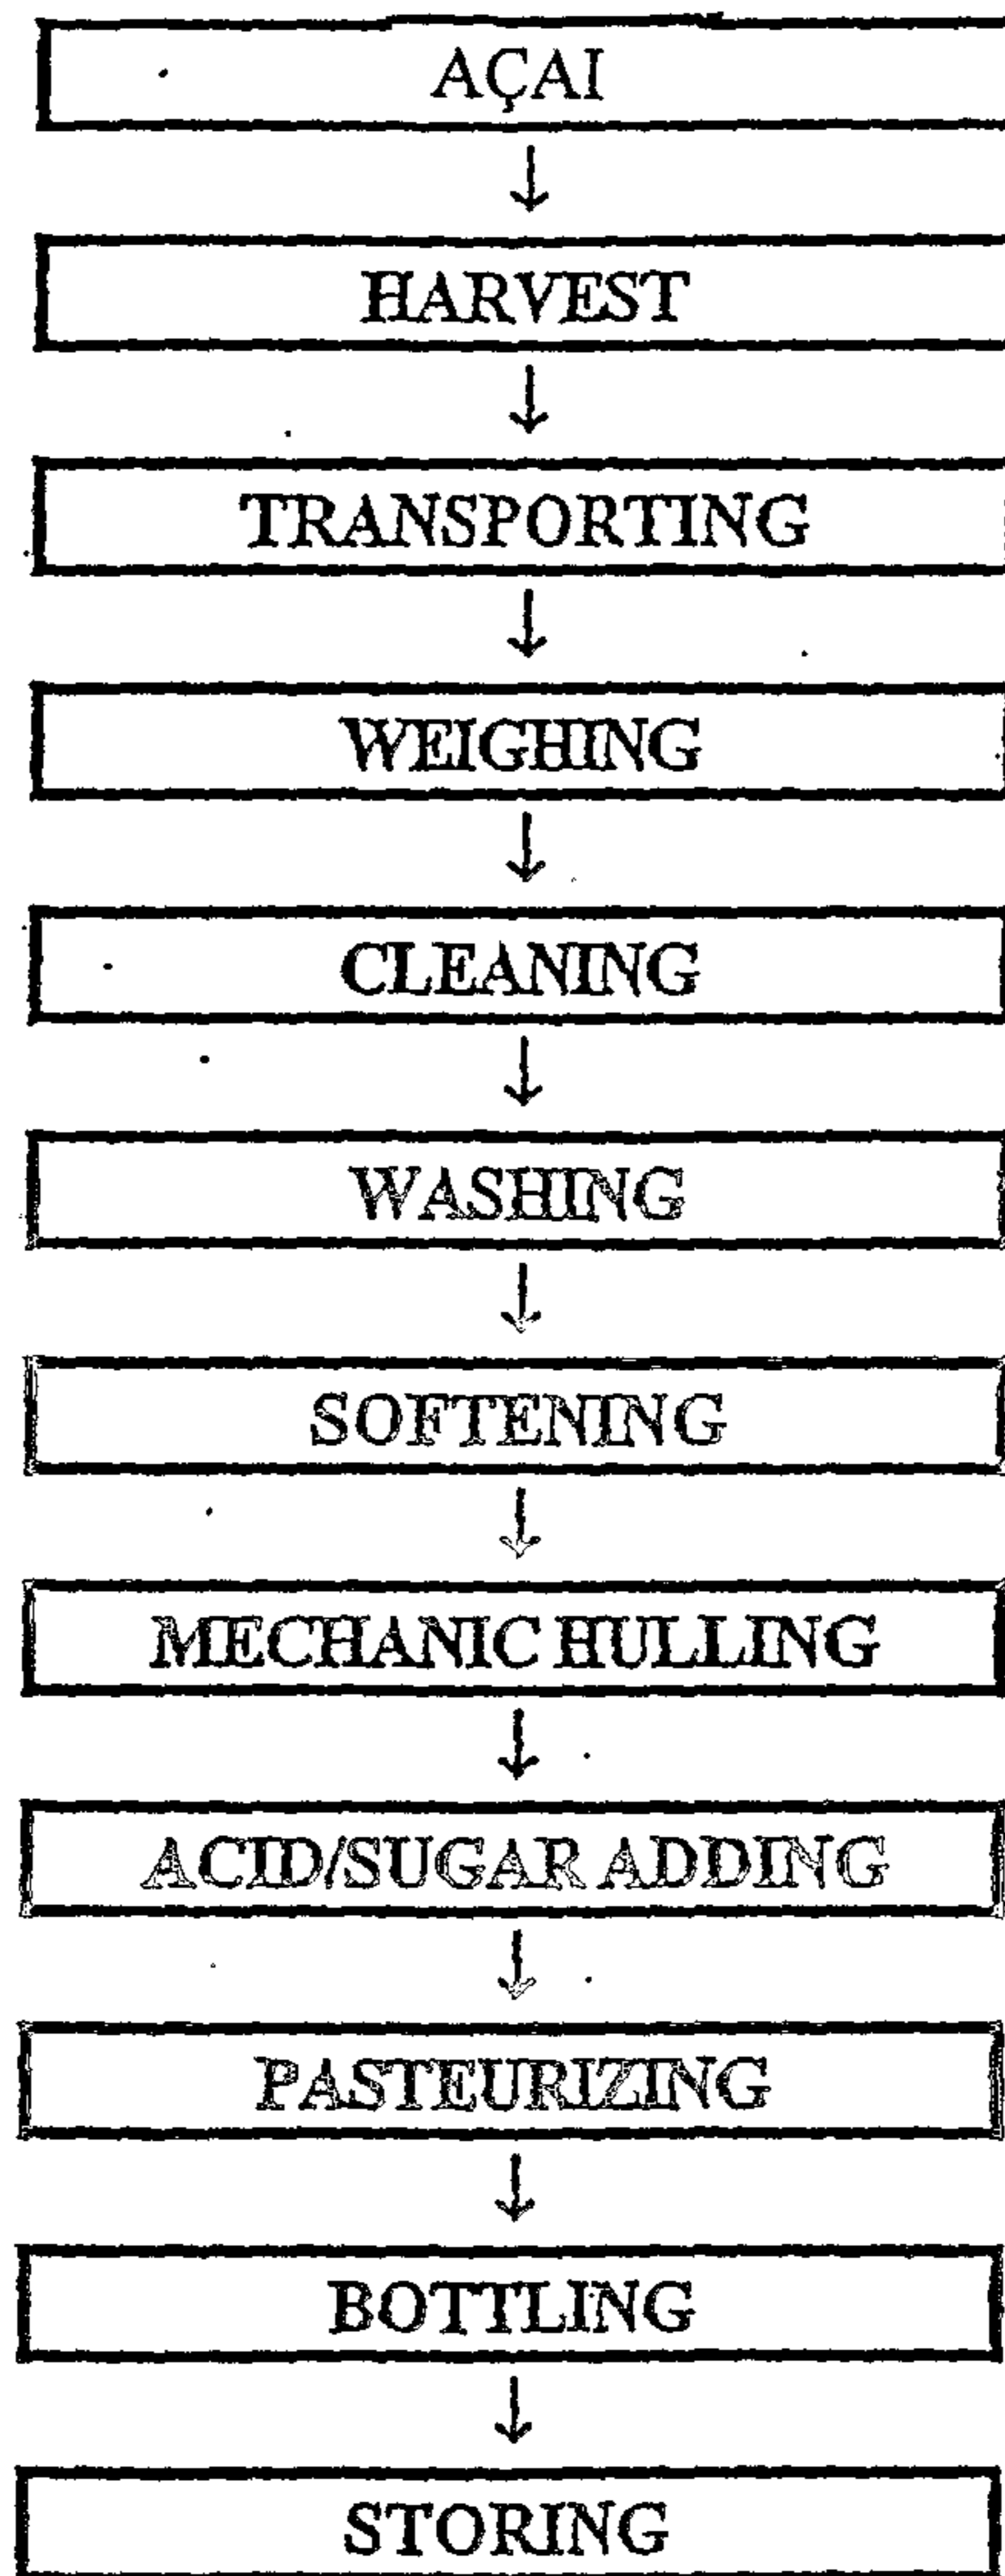 AÇAI
HARVEST
TRANSPORTING
WEIGHING
CLEANING
WASHING
SOFTENING
MECHANIC HULLING
ACID/SUGAR ADDING
PASTEURIZING
BOTTLING
STORING